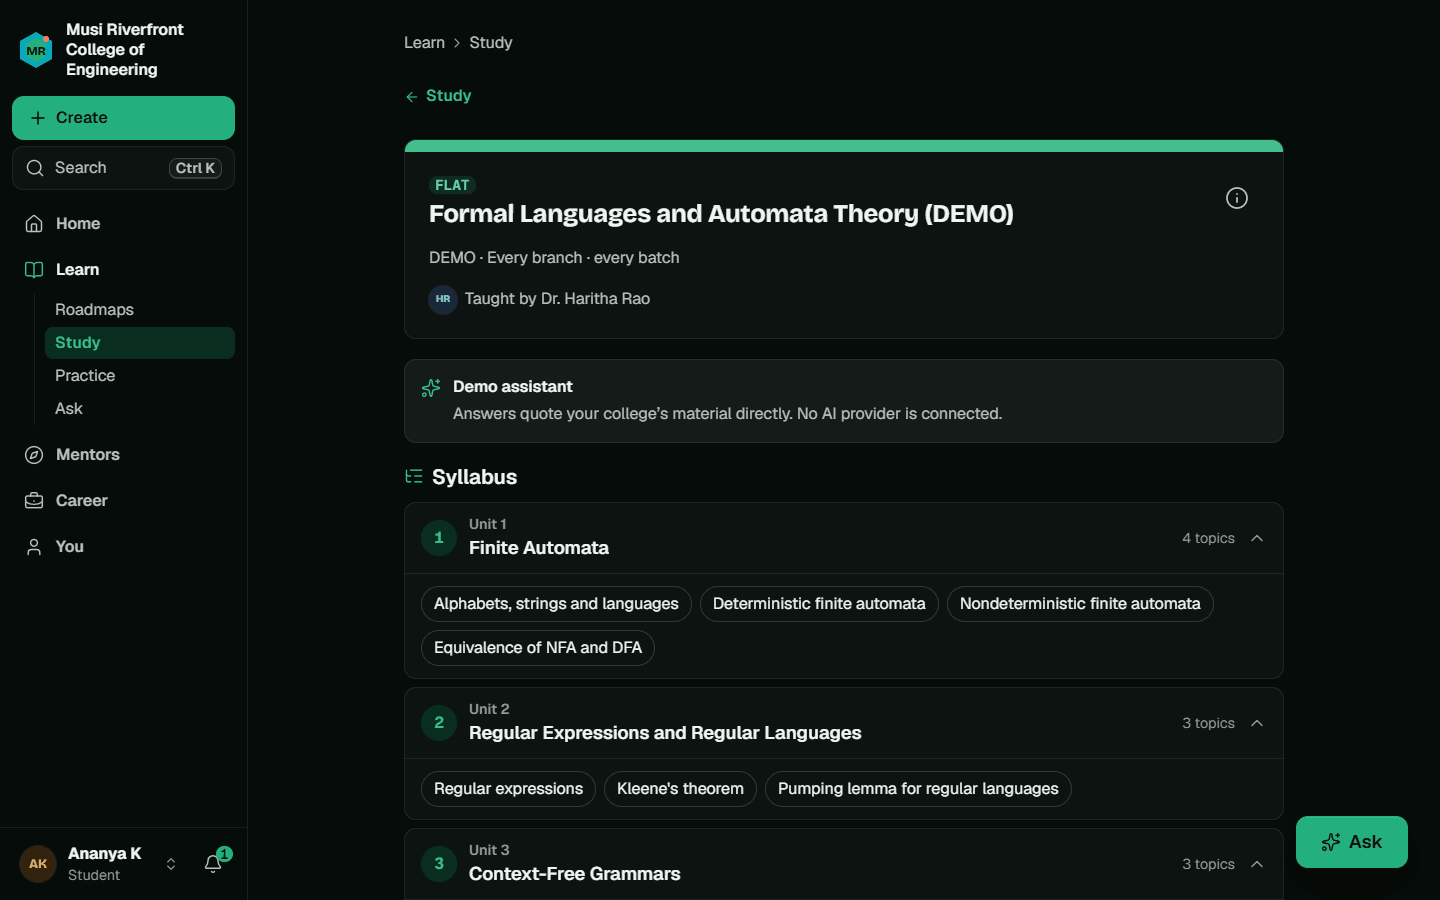 MR
Musi Riverfront
College of
Engineering
Create
Search
Ctrl K
Home
Learn
Roadmaps
Study
Practice
Ask
Mentors
Career
You
AK
Ananya K
Student
1
Learn > Study
← Study
FLAT
Formal Languages and Automata Theory (DEMO)
DEMO · Every branch · every batch
HR
Taught by Dr. Haritha Rao
Demo assistant
Answers quote your college’s material directly. No AI provider is connected.
Syllabus
1
Unit 1
Finite Automata
4 topics
Alphabets, strings and languages
Deterministic finite automata
Nondeterministic finite automata
Equivalence of NFA and DFA
2
Unit 2
Regular Expressions and Regular Languages
3 topics
Regular expressions
Kleene's theorem
Pumping lemma for regular languages
3
Unit 3
Context-Free Grammars
3 topics
Ask